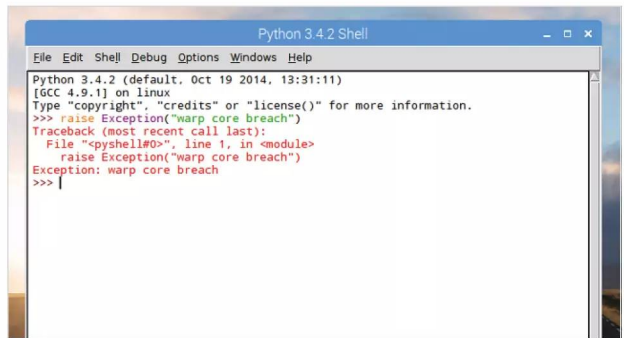 Python 3.4.2 Shell
File Edit Shell Debug Options Windows Help
Python 3.4.2 (default, Oct 19 2014, 13:31:11)
[GCC 4.9.1] on linux
Type "copyright", "credits" or "license()" for more information.
>>> raise Exception("warp core breach")
Traceback (most recent call last):
  File "<pyshell#0>", line 1, in <module>
    raise Exception("warp core breach")
Exception: warp core breach
>>>